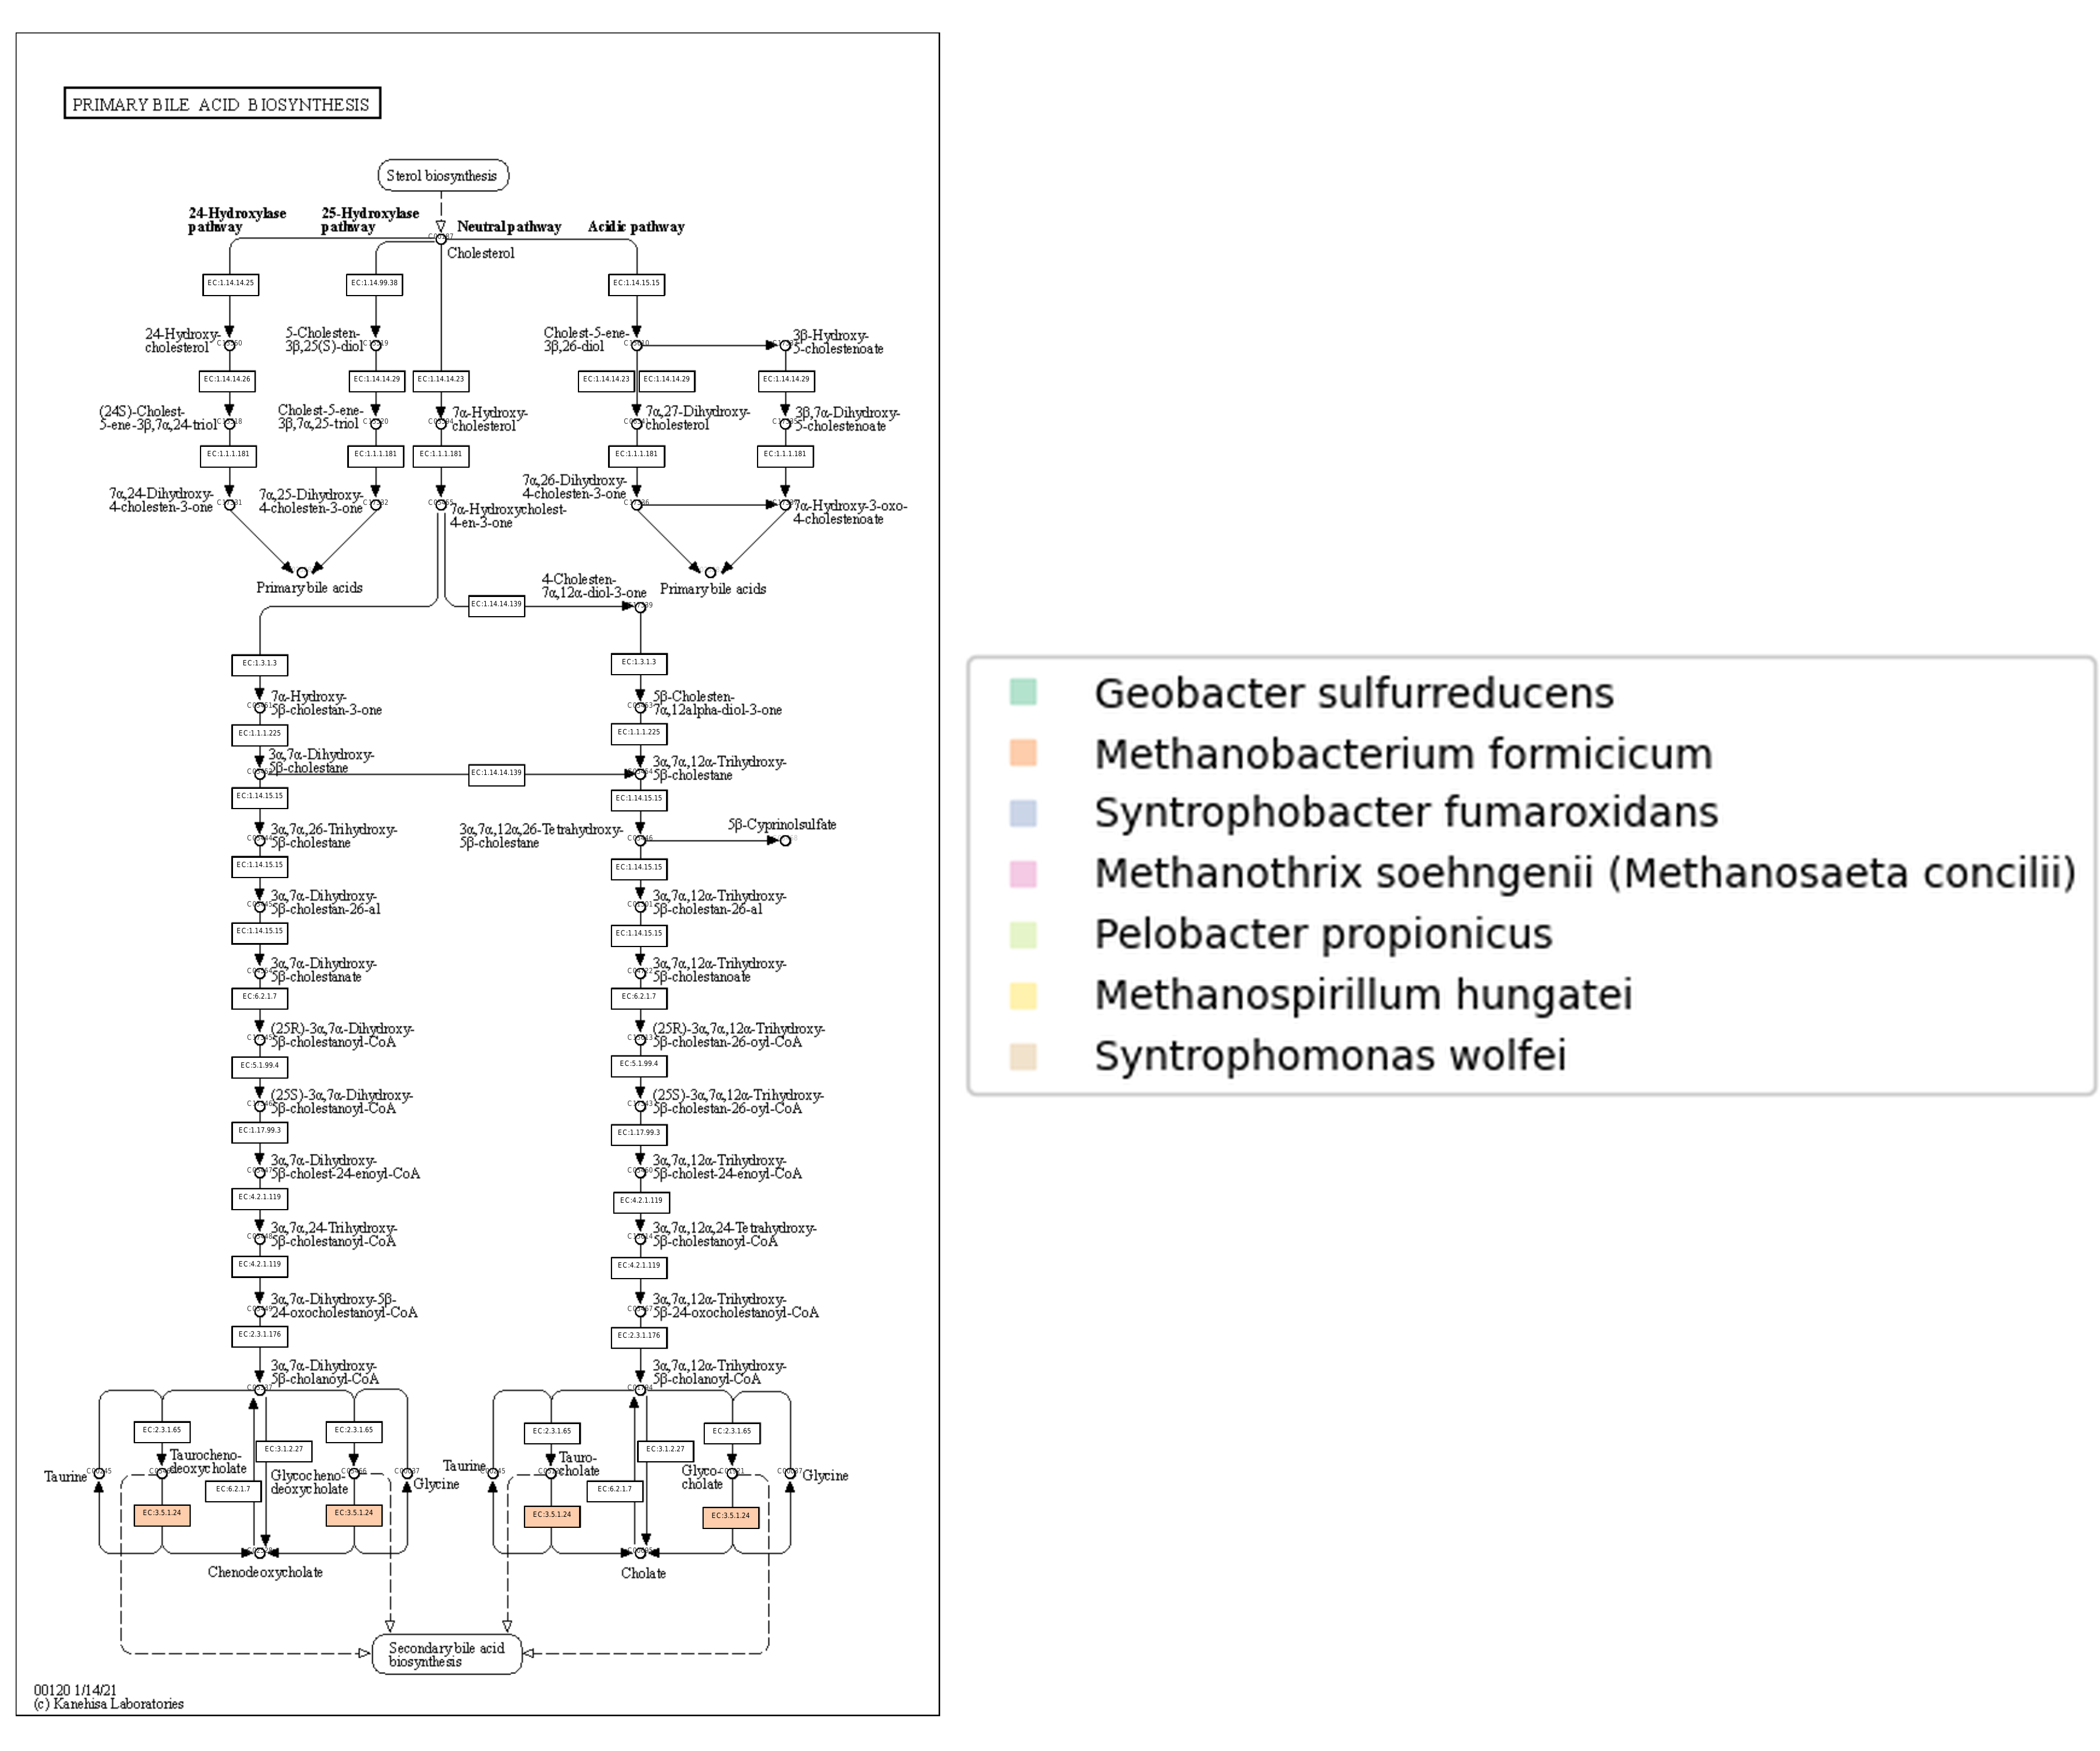 PRIMARY BILE ACID BIOSYNTHESIS
Sterol biosynthesis
24-Hydroxylase
pathway
25-Hydroxylase
pathway
Neutral pathway
Acidic pathway
Cholesterol
EC:1.14.14.25
EC:1.14.99.38
EC:1.14.15.15
24-Hydroxy-
cholesterol
5-Cholesten-
3β,25(S)-diol
Cholest-5-ene-
3β,26-diol
3β-Hydroxy-
5-cholestenoate
EC:1.14.14.26
EC:1.14.14.29
EC:1.14.14.23
EC:1.14.14.23
EC:1.14.14.29
EC:1.14.14.29
(24S)-Cholest-
5-ene-3β,7α,24-triol
Cholest-5-ene-
3β,7α,25-triol
7α-Hydroxy-
cholesterol
7α,27-Dihydroxy-
cholesterol
3β,7α-Dihydroxy-
5-cholestenoate
EC:1.1.1.181
EC:1.1.1.181
EC:1.1.1.181
EC:1.1.1.181
EC:1.1.1.181
7α,24-Dihydroxy-
4-cholesten-3-one
7α,25-Dihydroxy-
4-cholesten-3-one
7α-Hydroxycholest-
4-en-3-one
7α,26-Dihydroxy-
4-cholesten-3-one
7α-Hydroxy-3-oxo-
4-cholestenoate
Primary bile acids
Primary bile acids
EC:1.14.14.139
4-Cholesten-
7α,12α-diol-3-one
EC:1.3.1.3
EC:1.3.1.3
7α-Hydroxy-
5β-cholestan-3-one
5β-Cholesten-
7α,12alpha-diol-3-one
EC:1.1.1.225
EC:1.1.1.225
3α,7α-Dihydroxy-
5β-cholestane
EC:1.14.14.139
3α,7α,12α-Trihydroxy-
5β-cholestane
EC:1.14.15.15
EC:1.14.15.15
3α,7α,26-Trihydroxy-
5β-cholestane
3α,7α,12α,26-Tetrahydroxy-
5β-cholestane
5β-Cyprinolsulfate
EC:1.14.15.15
EC:1.14.15.15
3α,7α-Dihydroxy-
5β-cholestan-26-al
3α,7α,12α-Trihydroxy-
5β-cholestan-26-al
EC:1.14.15.15
EC:1.14.15.15
3α,7α-Dihydroxy-
5β-cholestanate
3α,7α,12α-Trihydroxy-
5β-cholestanoate
EC:6.2.1.7
EC:6.2.1.7
(25R)-3α,7α-Dihydroxy-
5β-cholestanoyl-CoA
(25R)-3α,7α,12α-Trihydroxy-
5β-cholestan-26-oyl-CoA
EC:5.1.99.4
EC:5.1.99.4
(25S)-3α,7α-Dihydroxy-
5β-cholestanoyl-CoA
(25S)-3α,7α,12α-Trihydroxy-
5β-cholestan-26-oyl-CoA
EC:1.17.99.3
EC:1.17.99.3
3α,7α-Dihydroxy-
5β-cholest-24-enoyl-CoA
3α,7α,12α-Trihydroxy-
5β-cholest-24-enoyl-CoA
EC:4.2.1.119
EC:4.2.1.119
3α,7α,24-Trihydroxy-
5β-cholestanoyl-CoA
3α,7α,12α,24-Tetrahydroxy-
5β-cholestanoyl-CoA
EC:4.2.1.119
EC:4.2.1.119
3α,7α-Dihydroxy-5β-
24-oxocholestanoyl-CoA
3α,7α,12α-Trihydroxy-
5β-24-oxocholestanoyl-CoA
EC:2.3.1.176
EC:2.3.1.176
3α,7α-Dihydroxy-
5β-cholanoyl-CoA
3α,7α,12α-Trihydroxy-
5β-cholanoyl-CoA
EC:2.3.1.65
EC:2.3.1.65
EC:2.3.1.65
EC:2.3.1.65
EC:3.1.2.27
EC:3.1.2.27
Taurine
Taurocheno-
deoxycholate
Glycocheno-
deoxycholate
Glycine
Taurine
Tauro-
cholate
Glyco-
cholate
Glycine
EC:6.2.1.7
EC:6.2.1.7
EC:3.5.1.24
EC:3.5.1.24
EC:3.5.1.24
EC:3.5.1.24
Chenodeoxycholate
Cholate
Secondary bile acid
biosynthesis
00120 1/14/21
(c) Kanehisa Laboratories
Geobacter sulfurreducens
Methanobacterium formicicum
Syntrophobacter fumaroxidans
Methanothrix soehngenii (Methanosaeta concilii)
Pelobacter propionicus
Methanospirillum hungatei
Syntrophomonas wolfei